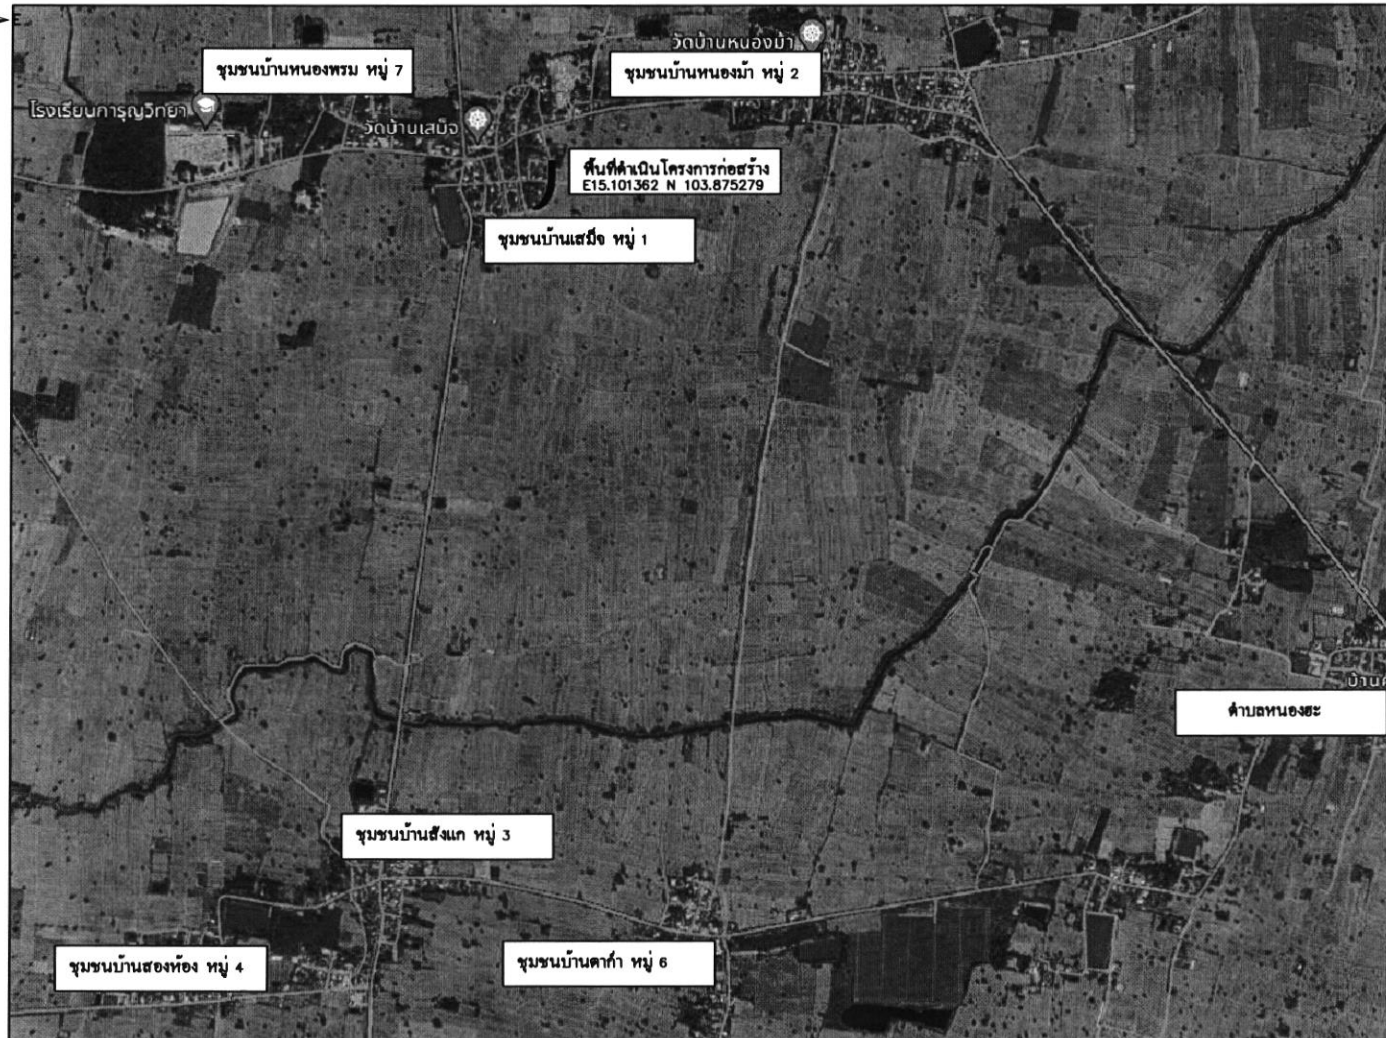 E
วัดบ้านหนองม้า
ชุมชนบ้านหนองพรม หมู่ 7
ชุมชนบ้านหนองม้า หมู่ 2
โรงเรียนการุญวิทยา
วัดบ้านเสม็จ
พื้นที่ดำเนินโครงการก่อสร้าง
E15.101362 N 103.875279
ชุมชนบ้านเสม็จ หมู่ 1
บ้าน
ตำบลหนองฮะ
ชุมชนบ้านสังแก หมู่ 3
ชุมชนบ้านสองห้อง หมู่ 4
ชุมชนบ้านตาก๋ำ หมู่ 6